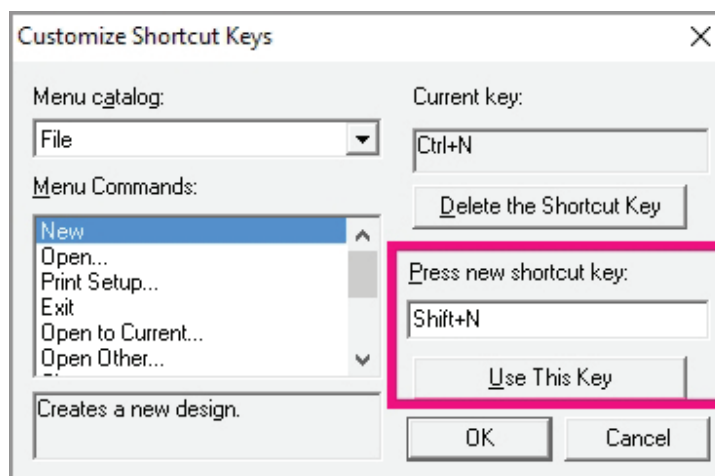 Customize Shortcut Keys
Menu catalog:
File
Menu Commands:
New
Open...
Print Setup...
Exit
Open to Current...
Open Other...
Creates a new design.
Current key:
Ctrl+N
Delete the Shortcut Key
Press new shortcut key:
Shift+N
Use This Key
OK
Cancel